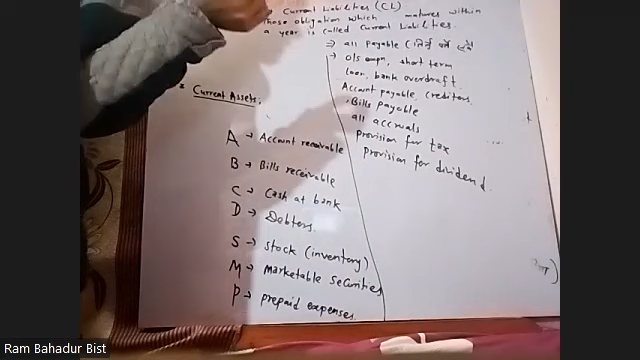 Current Liabilities (CL)
Those obligation which matures within
a year is called Current Liabilities.
⇒ all payable (
→ o/s exp, short term
loan, bank overdraft.
Account payable, creditors.
Bills payable
all accruals
provision for tax
provision for dividend.
Current Assets:
A → Account receivable
B → Bills receivable
C → Cash at bank
D → Debtors
S → stock (inventory)
M → marketable securities
P → prepaid expenses.
Ram Bahadur Bist